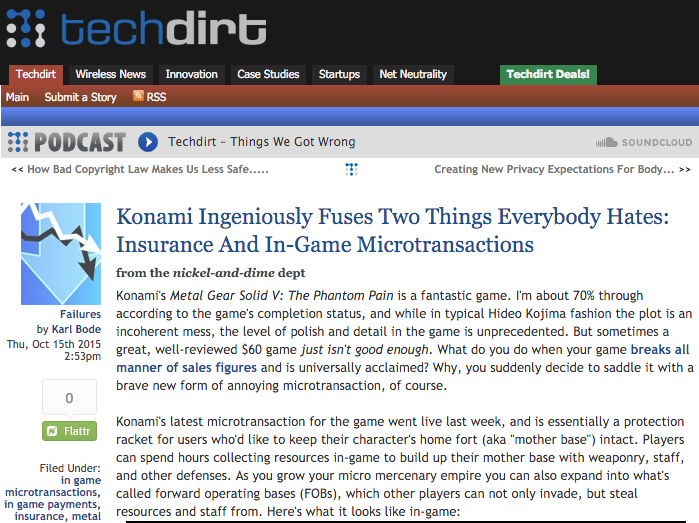 techdirt
Techdirt Wireless News Innovation Case Studies Startups Net Neutrality Techdirt Deals!
Main Submit a Story RSS
PODCAST Techdirt - Things We Got Wrong SOUNDCLOUD
<< How Bad Copyright Law Makes Us Less Safe..... Creating New Privacy Expectations For Body... >>
Konami Ingeniously Fuses Two Things Everybody Hates:
Insurance And In-Game Microtransactions
from the nickel-and-dime dept
Failures
by Karl Bode
Thu, Oct 15th 2015
2:53pm
0
Flattr
Filed Under:
in game
microtransactions,
in game payments,
insurance, metal
Konami's Metal Gear Solid V: The Phantom Pain is a fantastic game. I'm about 70% through
according to the game's completion status, and while in typical Hideo Kojima fashion the plot is an
incoherent mess, the level of polish and detail in the game is unprecedented. But sometimes a
great, well-reviewed $60 game just isn't good enough. What do you do when your game breaks all
manner of sales figures and is universally acclaimed? Why, you suddenly decide to saddle it with a
brave new form of annoying microtransaction, of course.
Konami's latest microtransaction for the game went live last week, and is essentially a protection
racket for users who'd like to keep their character's home fort (aka "mother base") intact. Players
can spend hours collecting resources in-game to build up their mother base with weaponry, staff,
and other defenses. As you grow your micro mercenary empire you can also expand into what's
called forward operating bases (FOBs), which other players can not only invade, but steal
resources and staff from. Here's what it looks like in-game: